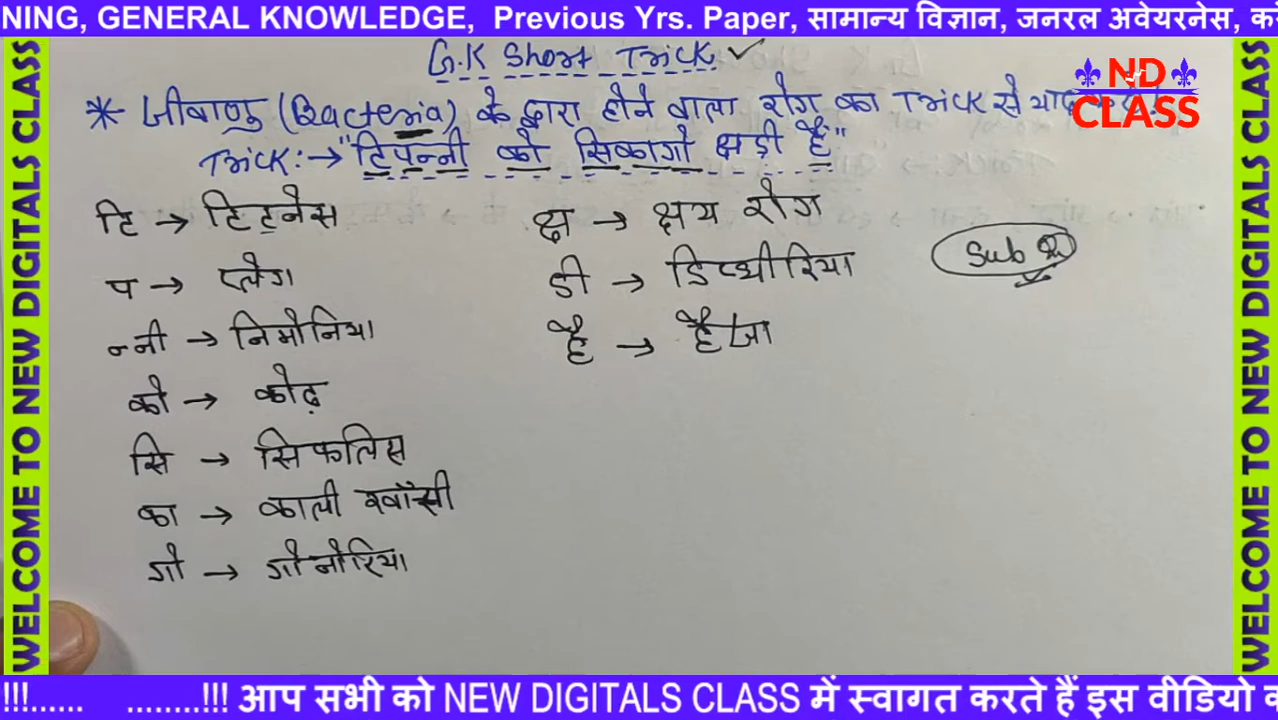 NING, GENERAL KNOWLEDGE, Previous Yrs. Paper, सामान्य विज्ञान, जनरल अवेयरनेस, करे
G.K Short Trick ✓
* जीवाणु (Bacteria) के द्वारा होने वाला रोग का Trick से याद
ND
CLASS
Trick:→ "टिपन्नी को सिकागो क्षडी है"
टि → टिटनेस
प → प्लेग
न्नी → निमोनिया
को → कोढ़
सि → सिफलिस
का → काली खाँसी
गो → गोनोरिया
क्ष → क्षय रोग
डी → डिप्थीरिया
है → हैजा
Sub
WELCOME TO NEW DIGITALS CLASS
WELCOME TO NEW DIGITALS CLASS
!!!...... ........!!! आप सभी को NEW DIGITALS CLASS में स्वागत करते हैं इस वीडियो